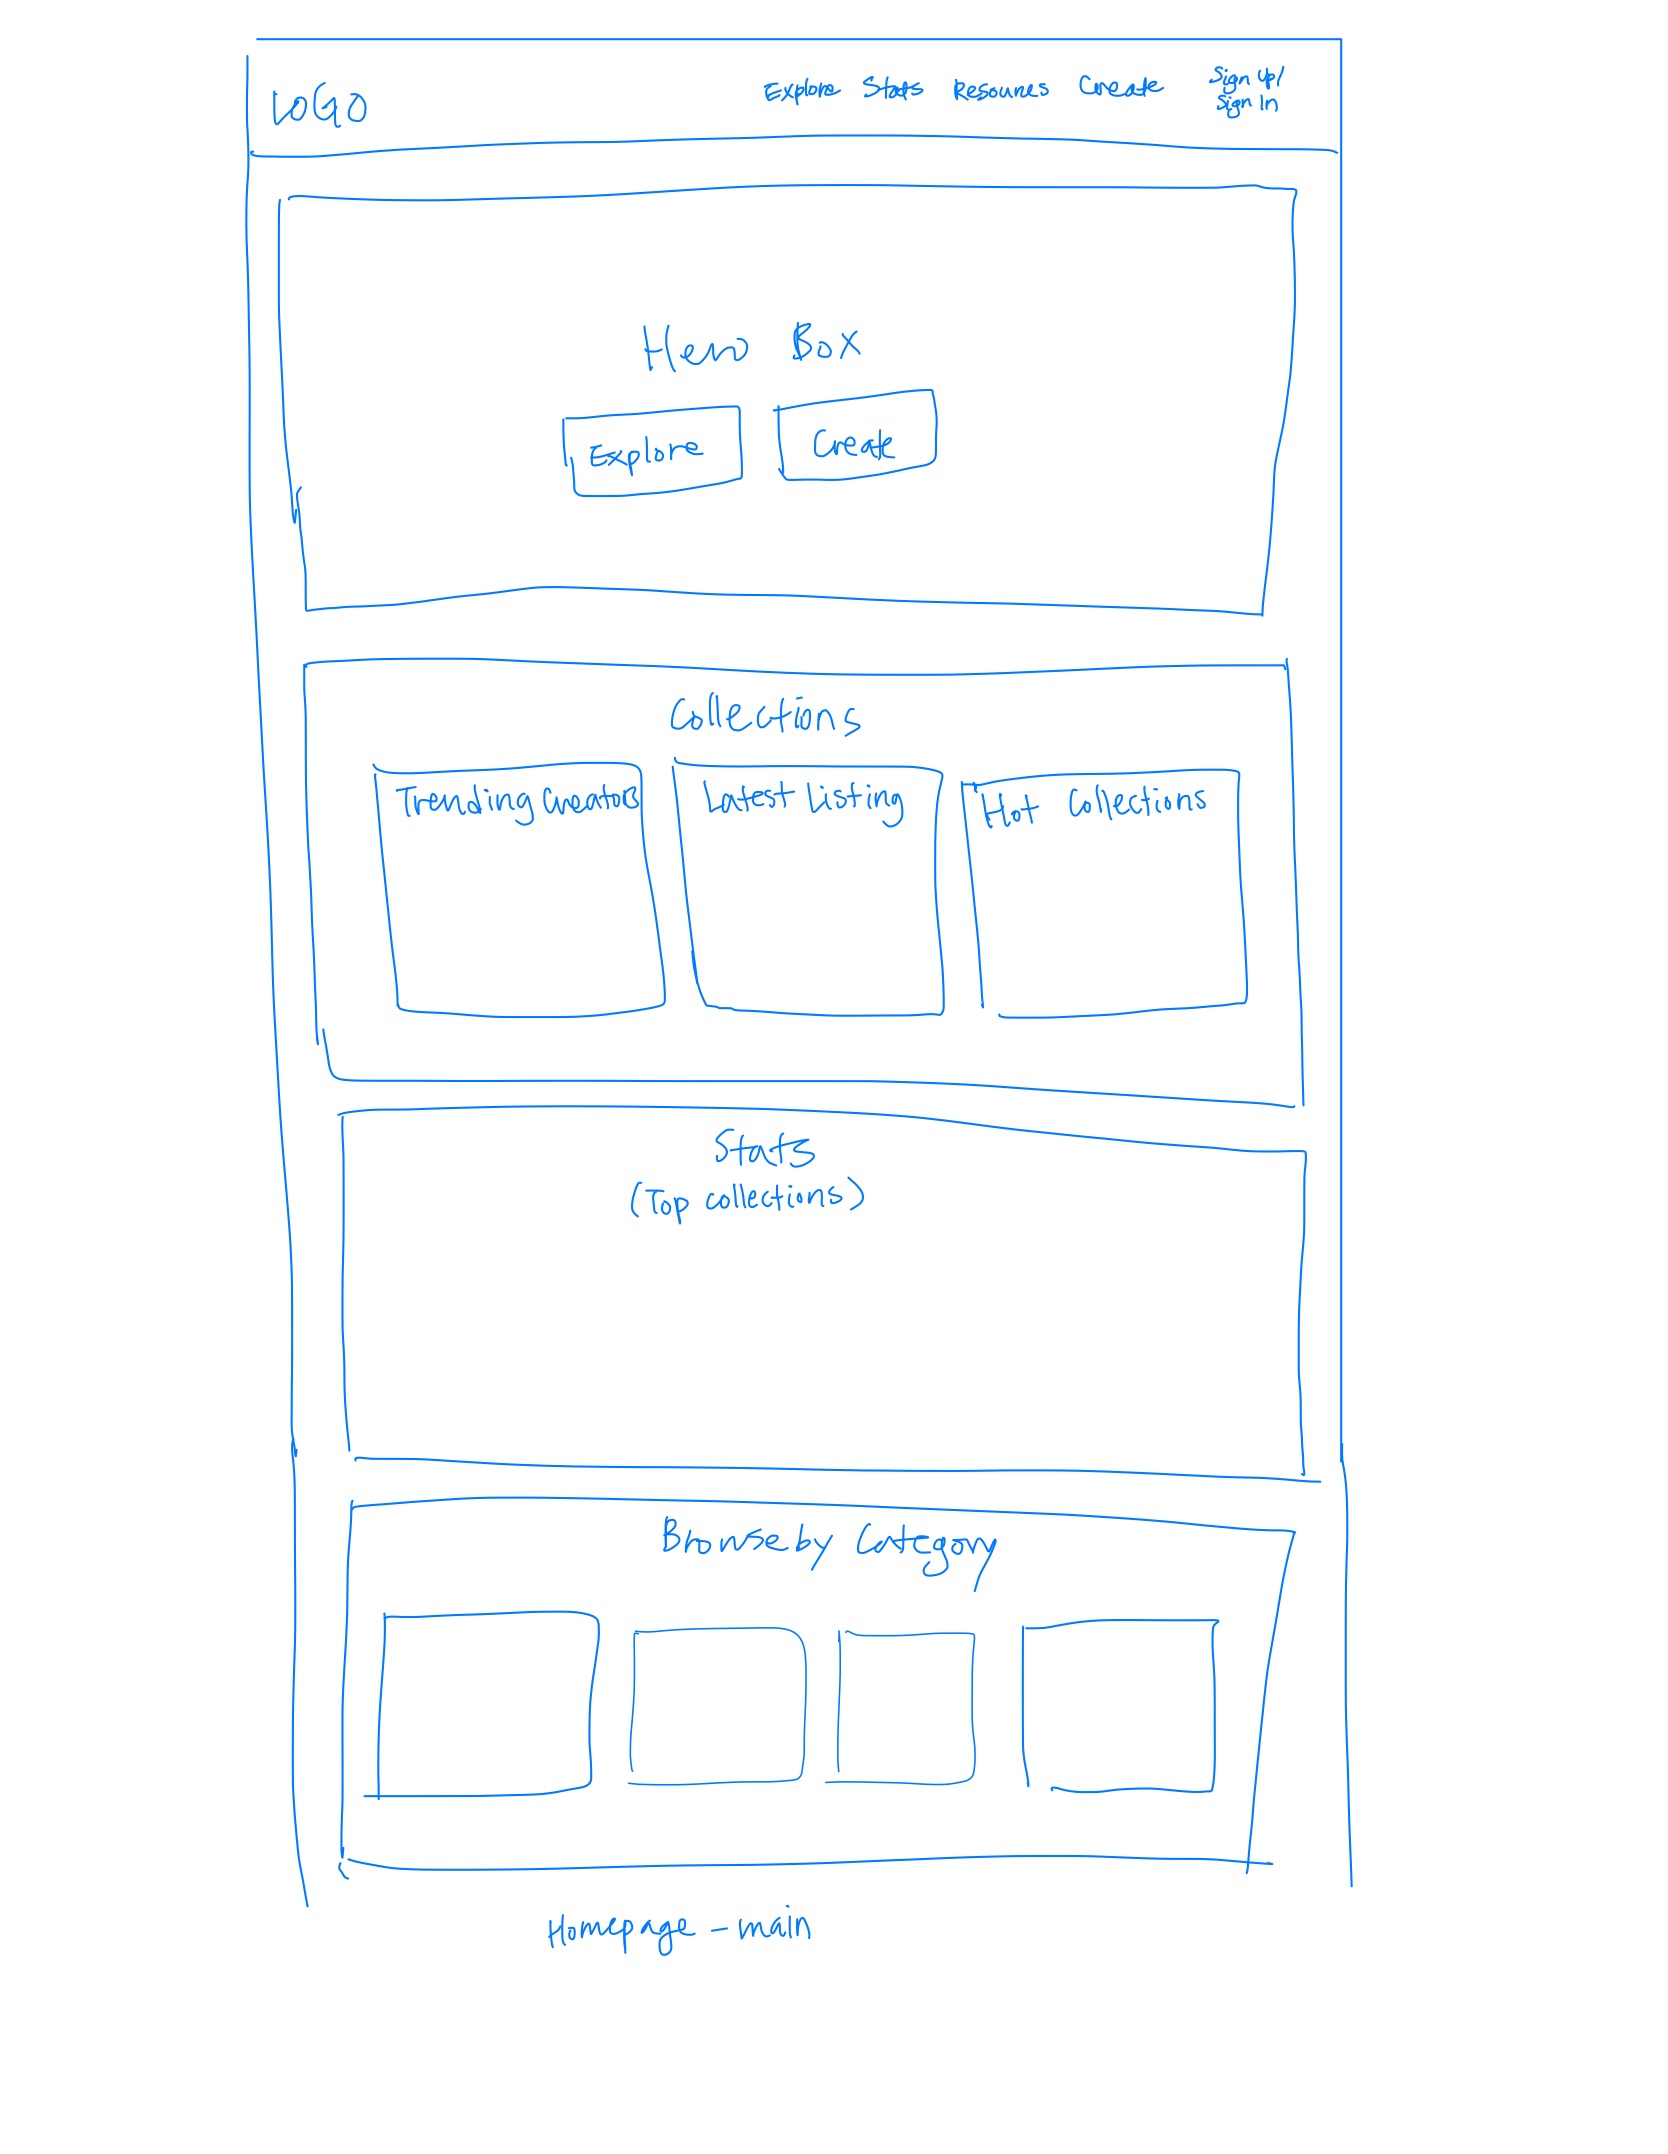 LOGO
Explore Stats Resources Create Sign Up/
Sign In
Hero Box
Explore Create
Collections
Trending Creators Latest Listing Hot Collections
Stats
(Top collections)
Browse by Category
Homepage - main